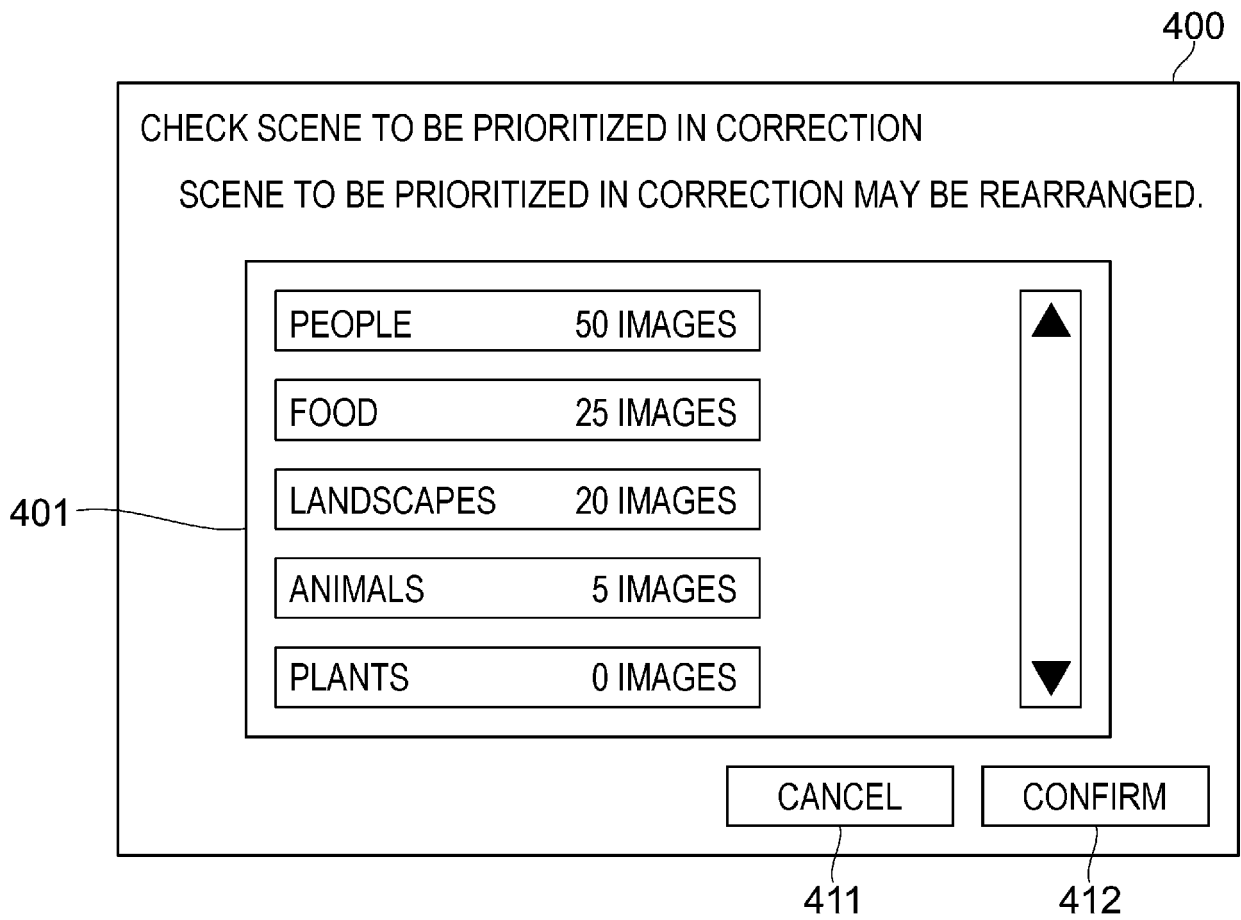 400
CHECK SCENE TO BE PRIORITIZED IN CORRECTION
SCENE TO BE PRIORITIZED IN CORRECTION MAY BE REARRANGED.
PEOPLE 50 IMAGES
FOOD 25 IMAGES
401 LANDSCAPES 20 IMAGES
ANIMALS 5 IMAGES
PLANTS 0 IMAGES
CANCEL CONFIRM
411 412